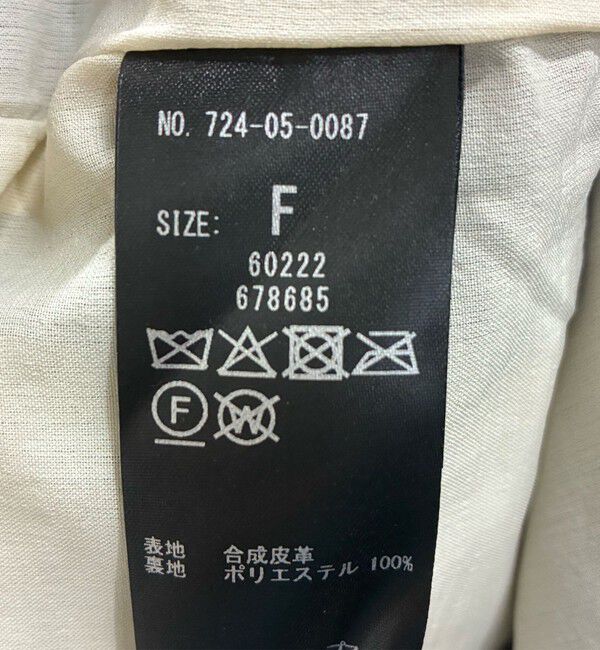 NO. 724-05-0087
SIZE: F
60222
678685
F W
表地 合成皮革
裏地 ポリエステル 100%